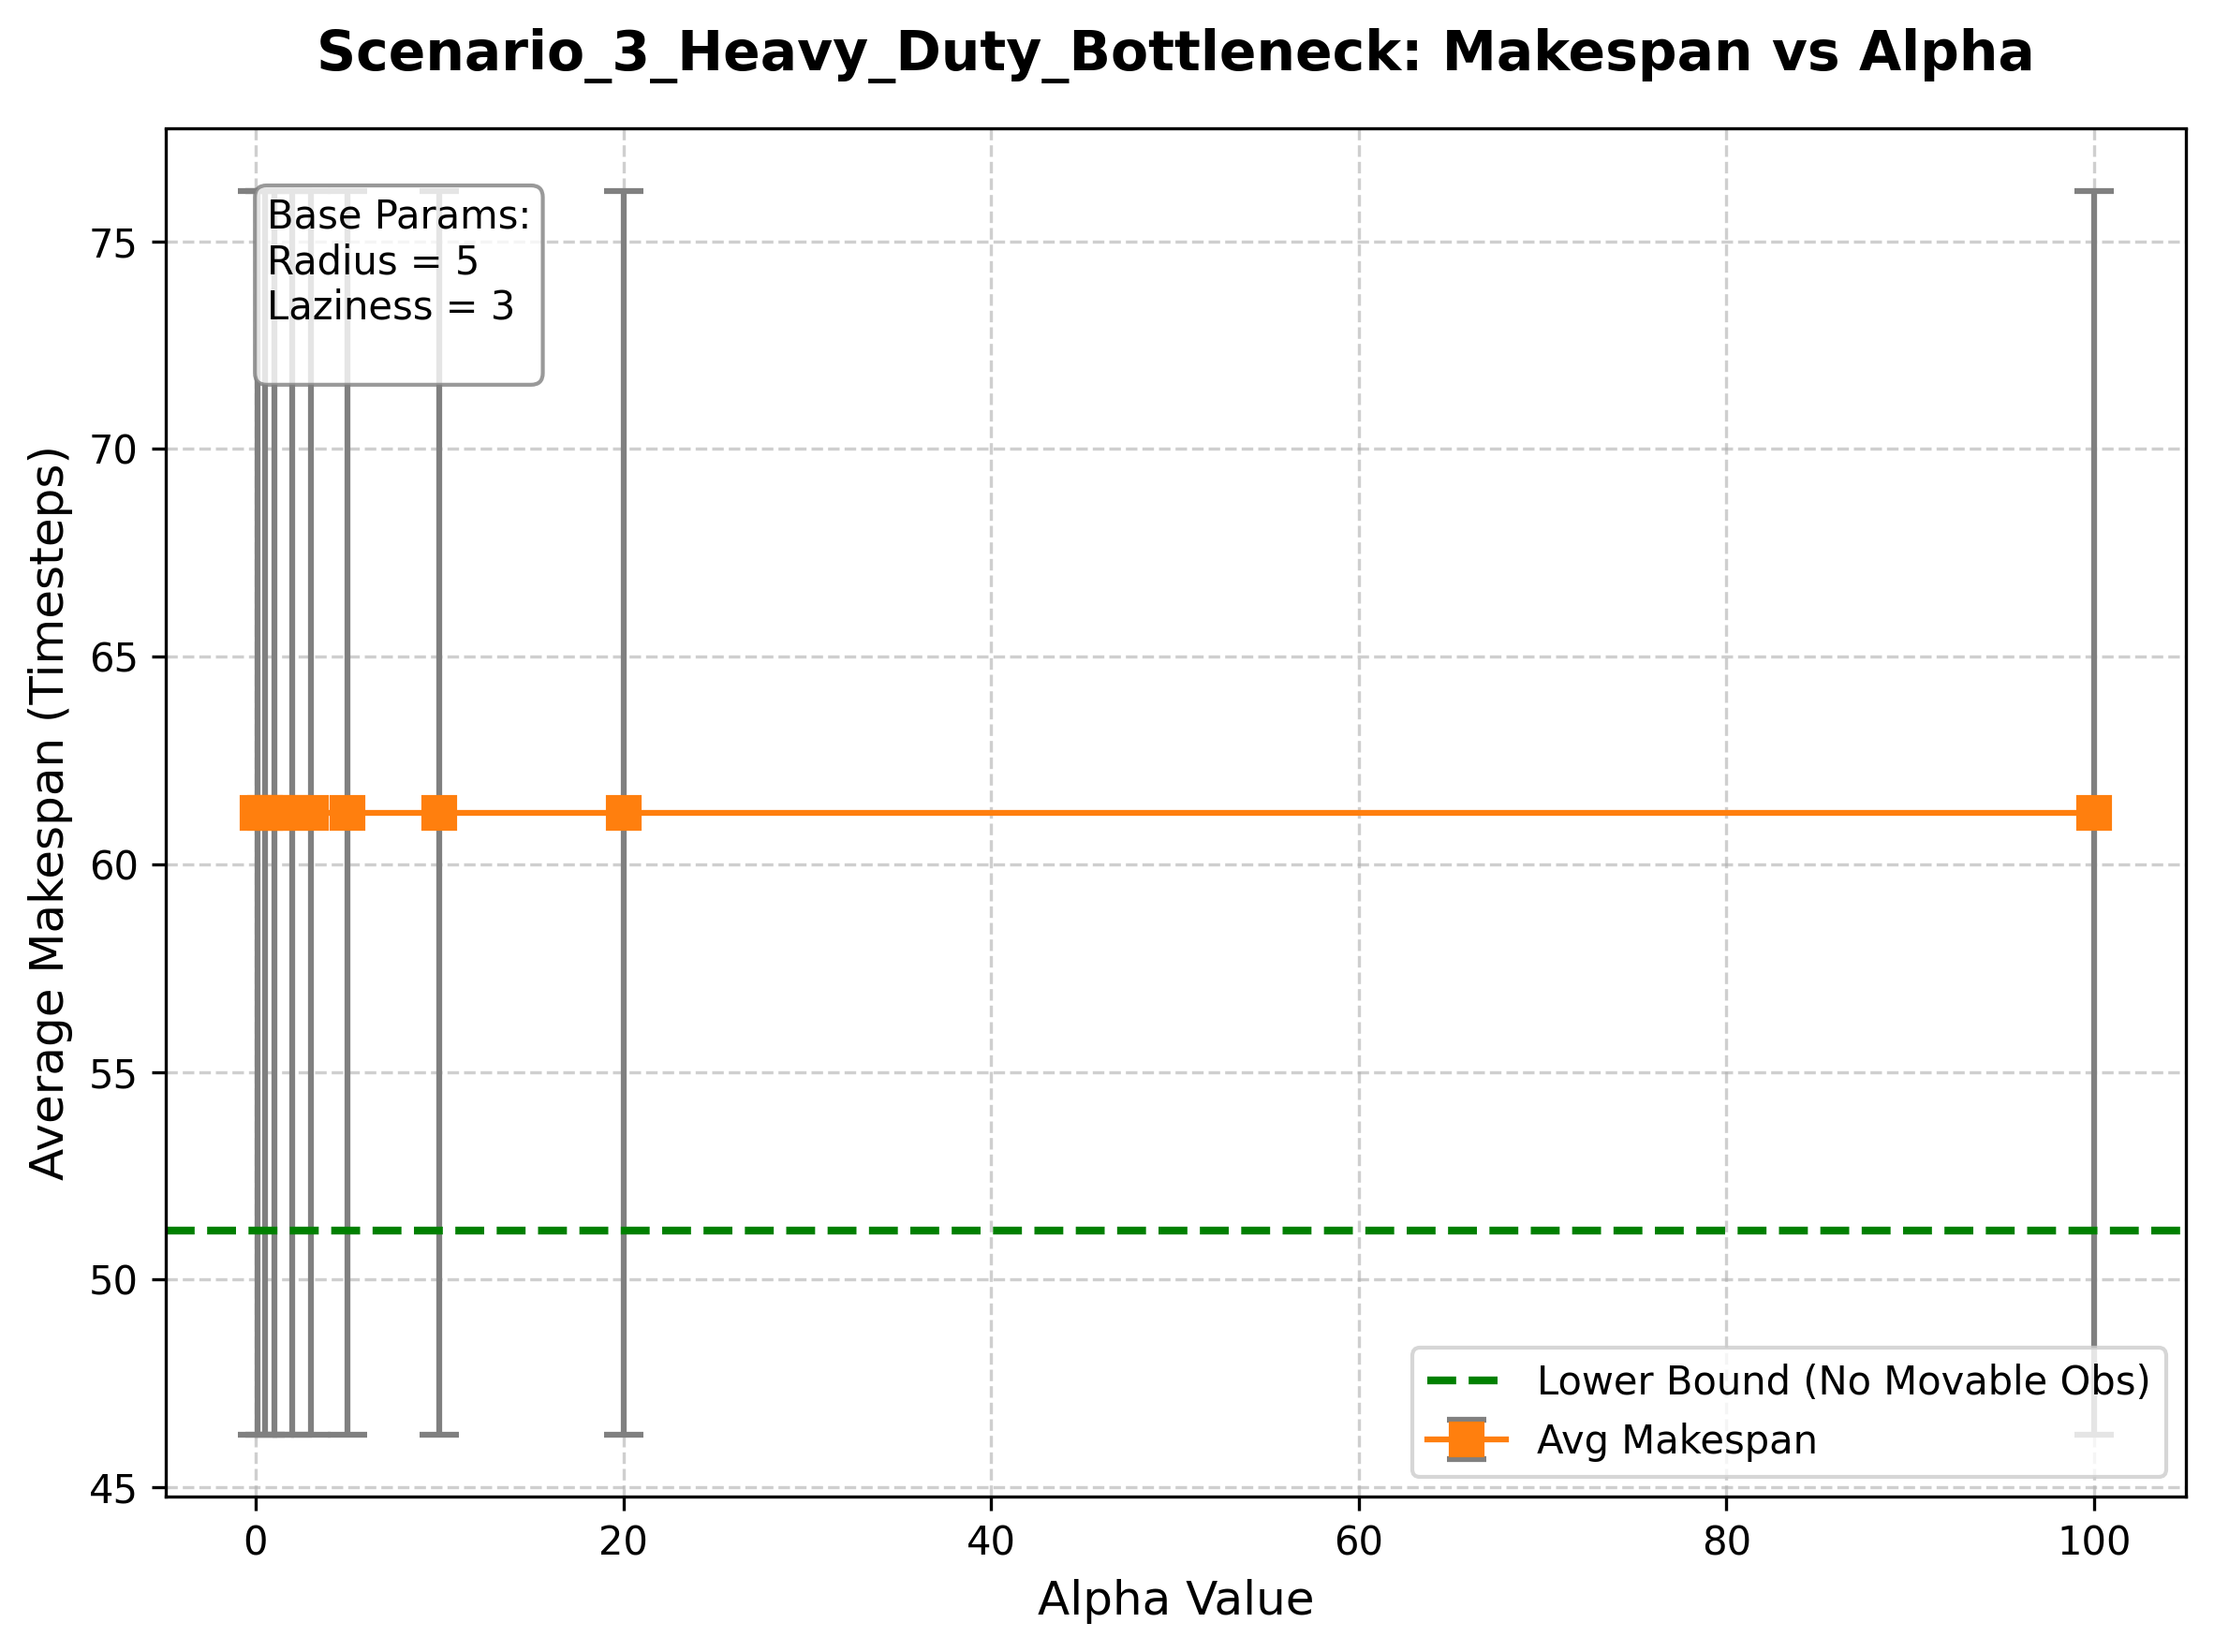 Scenario_3_Heavy_Duty_Bottleneck: Makespan vs Alpha
Average Makespan (Timesteps)
75
70
65
60
55
50
45
Base Params:
Radius = 5
Laziness = 3
Lower Bound (No Movable Obs)
Avg Makespan
0 20 40 60 80 100
Alpha Value